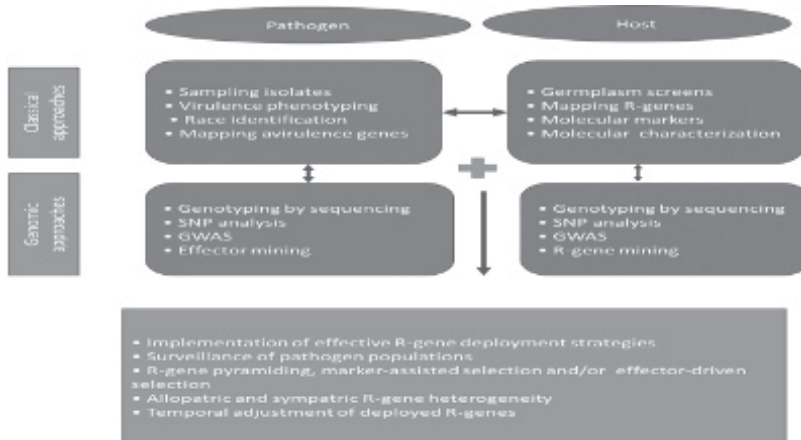 Pathogen
Host
Classical
approaches
• Sampling isolates
• Virulence phenotyping
• Race identification
• Mapping avirulence genes
• Germplasm screens
• Mapping R-genes
• Molecular markers
• Molecular characterization
Genomic
approaches
• Genotyping by sequencing
• SNP analysis
• GWAS
• Effector mining
• Genotyping by sequencing
• SNP analysis
• GWAS
• R-gene mining
• Implementation of effective R-gene deployment strategies
• Surveillance of pathogen populations
• R-gene pyramiding, marker-assisted selection and/or effector-driven
selection
• Allopatric and sympatric R-gene heterogeneity
• Temporal adjustment of deployed R-genes